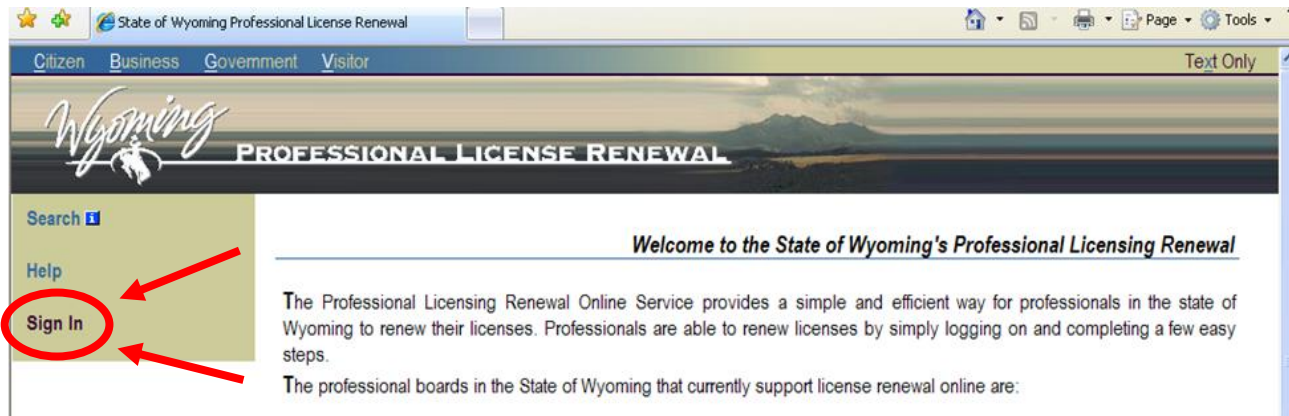 State of Wyoming Professional License Renewal
Page
Tools
Citizen Business Government Visitor
Text Only
Wyoming
PROFESSIONAL LICENSE RENEWAL
Search
Help
Sign In
Welcome to the State of Wyoming's Professional Licensing Renewal
The Professional Licensing Renewal Online Service provides a simple and efficient way for professionals in the state of
Wyoming to renew their licenses. Professionals are able to renew licenses by simply logging on and completing a few easy
steps.
The professional boards in the State of Wyoming that currently support license renewal online are: